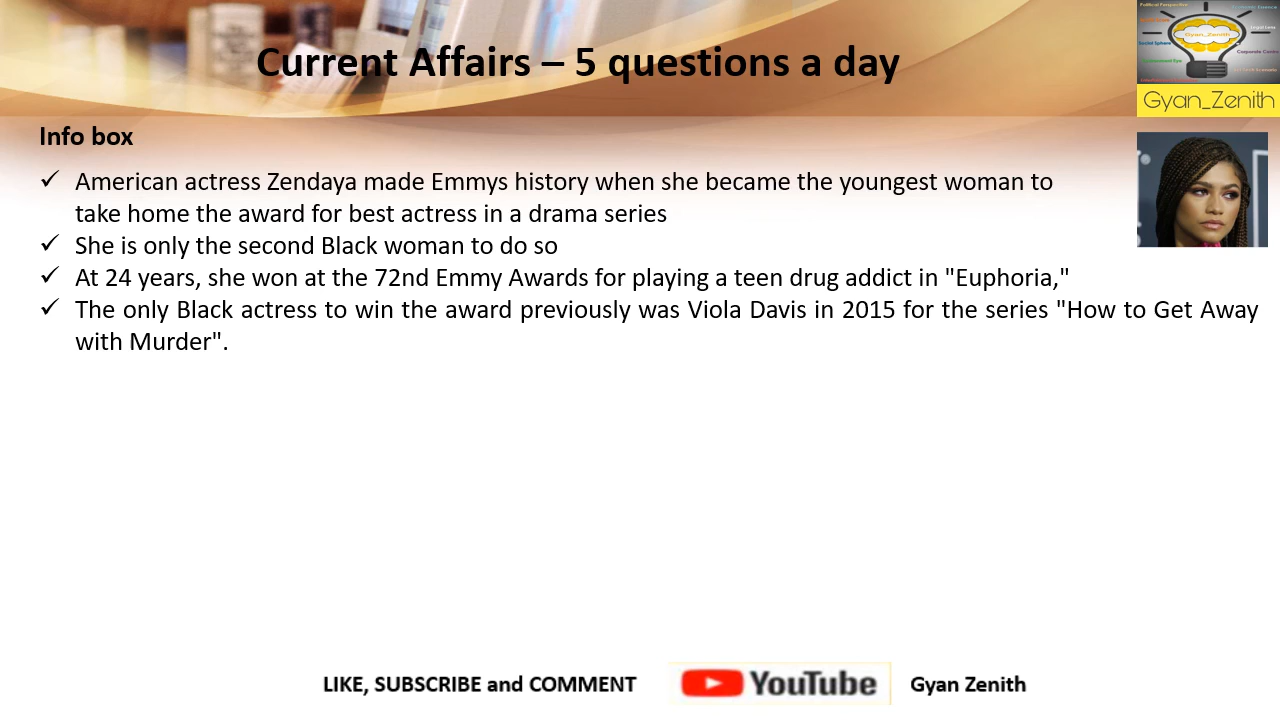 Current Affairs – 5 questions a day
Gyan_Zenith
Gyan_Zenith
Info box
✓ American actress Zendaya made Emmys history when she became the youngest woman to
take home the award for best actress in a drama series
✓ She is only the second Black woman to do so
✓ At 24 years, she won at the 72nd Emmy Awards for playing a teen drug addict in "Euphoria,"
✓ The only Black actress to win the award previously was Viola Davis in 2015 for the series "How to Get Away
with Murder".
LIKE, SUBSCRIBE and COMMENT YouTube Gyan Zenith